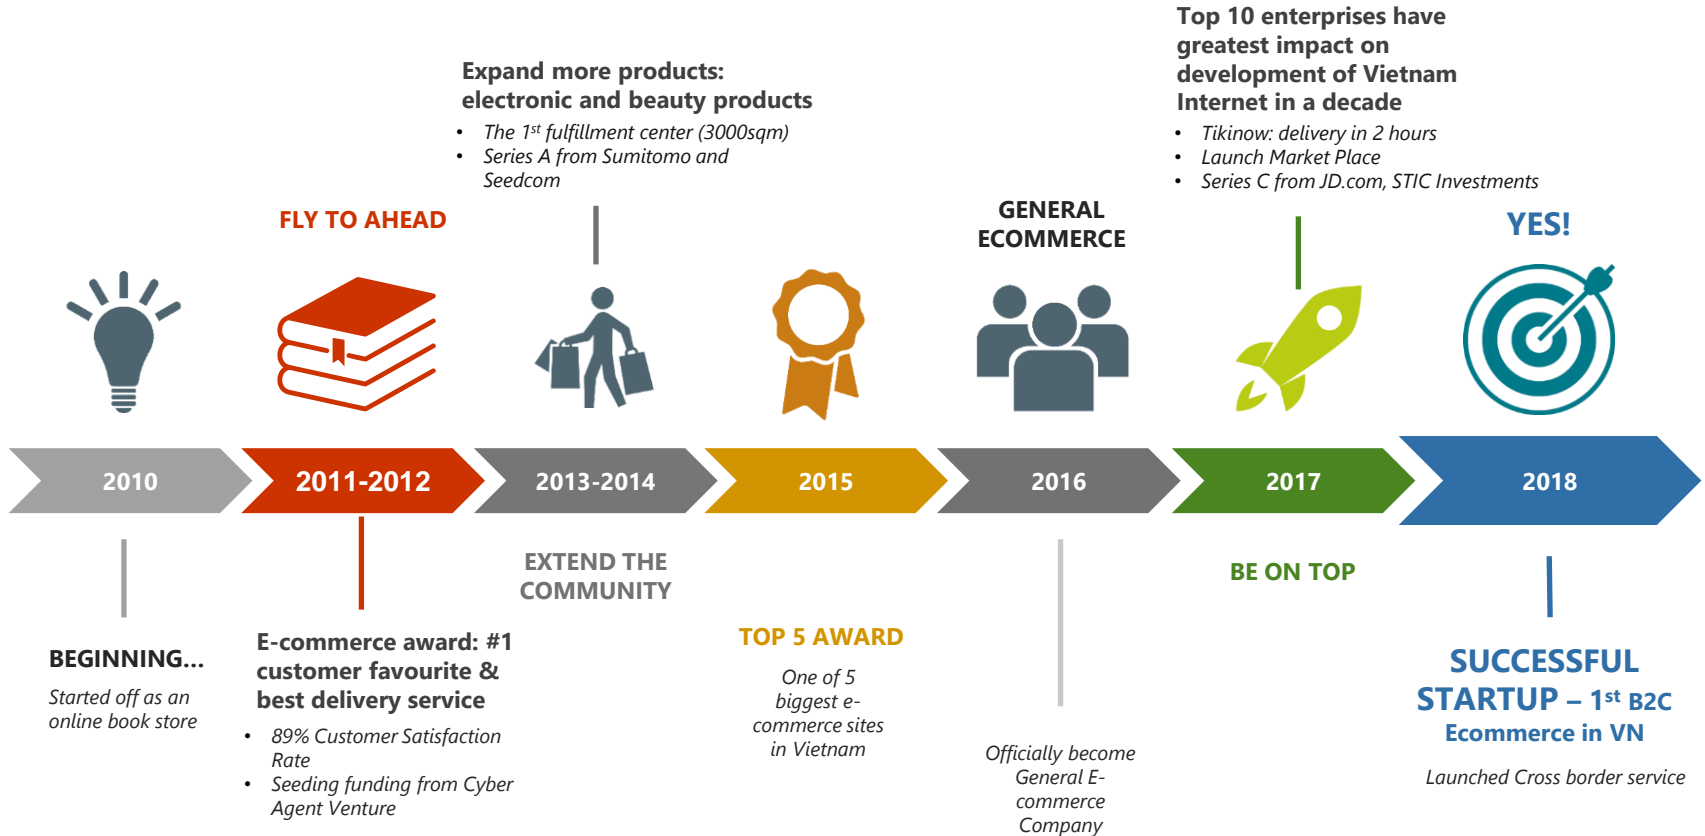 Top 10 enterprises have
greatest impact on
development of Vietnam
Internet in a decade
• Tikinow: delivery in 2 hours
• Launch Market Place
• Series C from JD.com, STIC Investments
Expand more products:
electronic and beauty products
• The 1st fulfillment center (3000sqm)
• Series A from Sumitomo and
Seedcom
FLY TO AHEAD
GENERAL
ECOMMERCE
YES!
2010
2011-2012
2013-2014
2015
2016
2017
2018
EXTEND THE
COMMUNITY
BE ON TOP
BEGINNING...
Started off as an
online book store
E-commerce award: #1
customer favourite &
best delivery service
• 89% Customer Satisfaction
Rate
• Seeding funding from Cyber
Agent Venture
TOP 5 AWARD
One of 5
biggest e-
commerce sites
in Vietnam
Officially become
General E-
commerce
Company
SUCCESSFUL
STARTUP – 1st B2C
Ecommerce in VN
Launched Cross border service